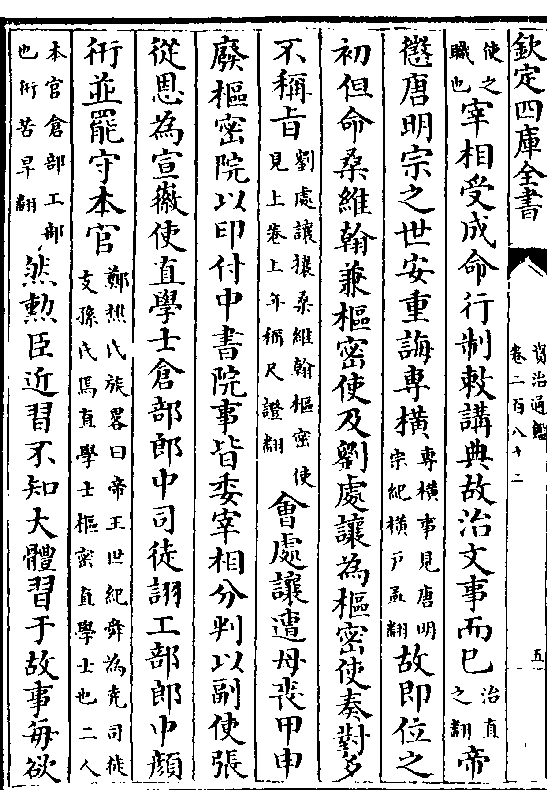 欽定四庫全書
資治通鑑
卷二百八十二
五
使之
職也宰相受成命行制敕講典故治文事而已治直之翻帝
懲唐明宗之世安重誨專橫專橫事見唐明宗紀橫戶孟翻故即位之
初但命桑維翰兼樞密使及劉處讓為樞密使奏對多
不稱旨劉處讓攘桑維翰樞密使見上卷上年稱尺證翻會處讓遭母喪甲申
廢樞密院以印付中書院事皆委宰相分判以副使張
從恩為宣徽使直學士倉部郎中司徒詡工部郎中顔
衎並罷守本官鄭樵氏族畧曰帝王世紀舜為堯司徒支孫氏焉直學士樞密直學士也二人
本官倉部工部也衎苦旱翻然勲臣近習不知大體習于故事毎欲